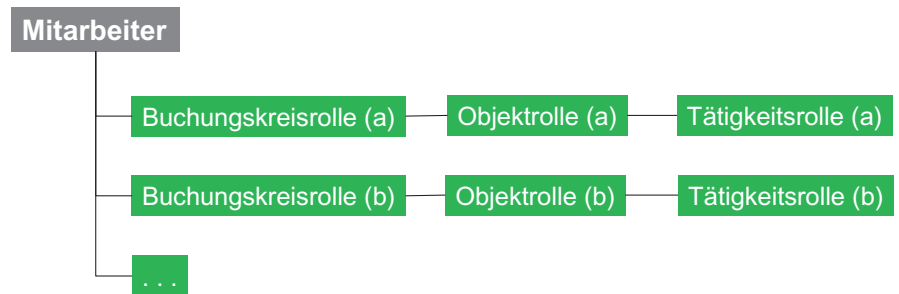 Mitarbeiter
Buchungskreisrolle (a) Objektrolle (a) Tätigkeitsrolle (a)
Buchungskreisrolle (b) Objektrolle (b) Tätigkeitsrolle (b)
. . .